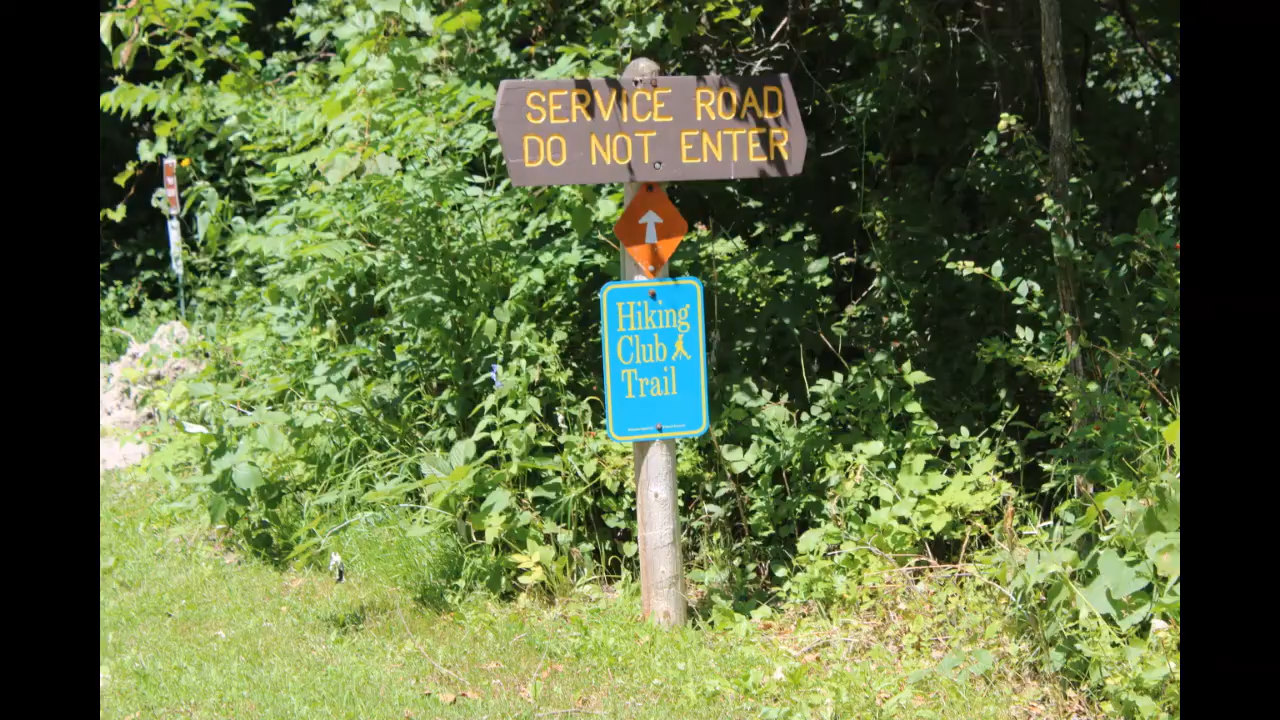 SERVICE ROAD
DO NOT ENTER
Hiking
Club
Trail